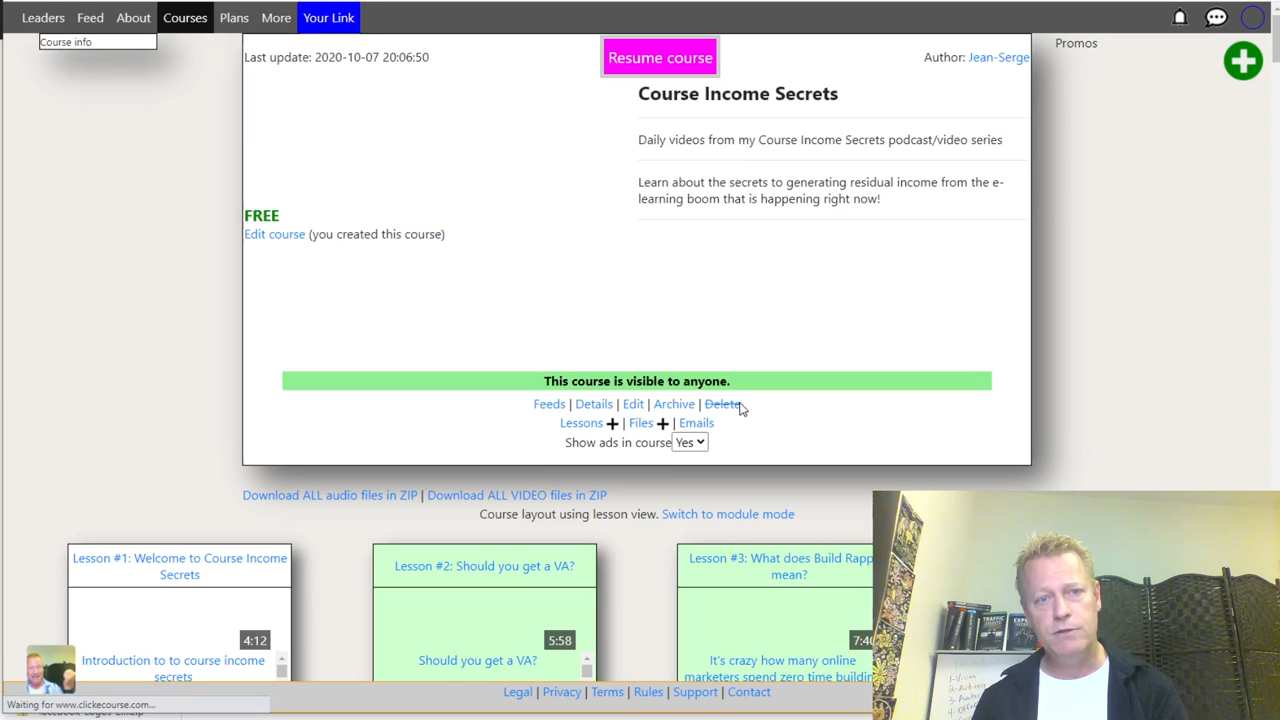 Leaders Feed About Courses Plans More Your Link
Course info
Last update: 2020-10-07 20:06:50
Resume course
Author: Jean-Serge
Promos
Course Income Secrets
Daily videos from my Course Income Secrets podcast/video series
Learn about the secrets to generating residual income from the e-
learning boom that is happening right now!
FREE
Edit course (you created this course)
This course is visible to anyone.
Feeds | Details | Edit | Archive | Delete
Lessons | Files | Emails
Show ads in course Yes
Download ALL audio files in ZIP | Download ALL VIDEO files in ZIP
Course layout using lesson view. Switch to module mode
Lesson #1: Welcome to Course Income
Secrets
4:12
Introduction to to course income
secrets
Lesson #2: Should you get a VA?
5:58
Should you get a VA?
Lesson #3: What does Build Rapp
mean?
7:40
It's crazy how many online
marketers spend zero time buildin
TRAFFIC
SECRETS
EXP
Legal | Privacy | Terms | Rules | Support | Contact
Waiting for www.clickecourse.com...